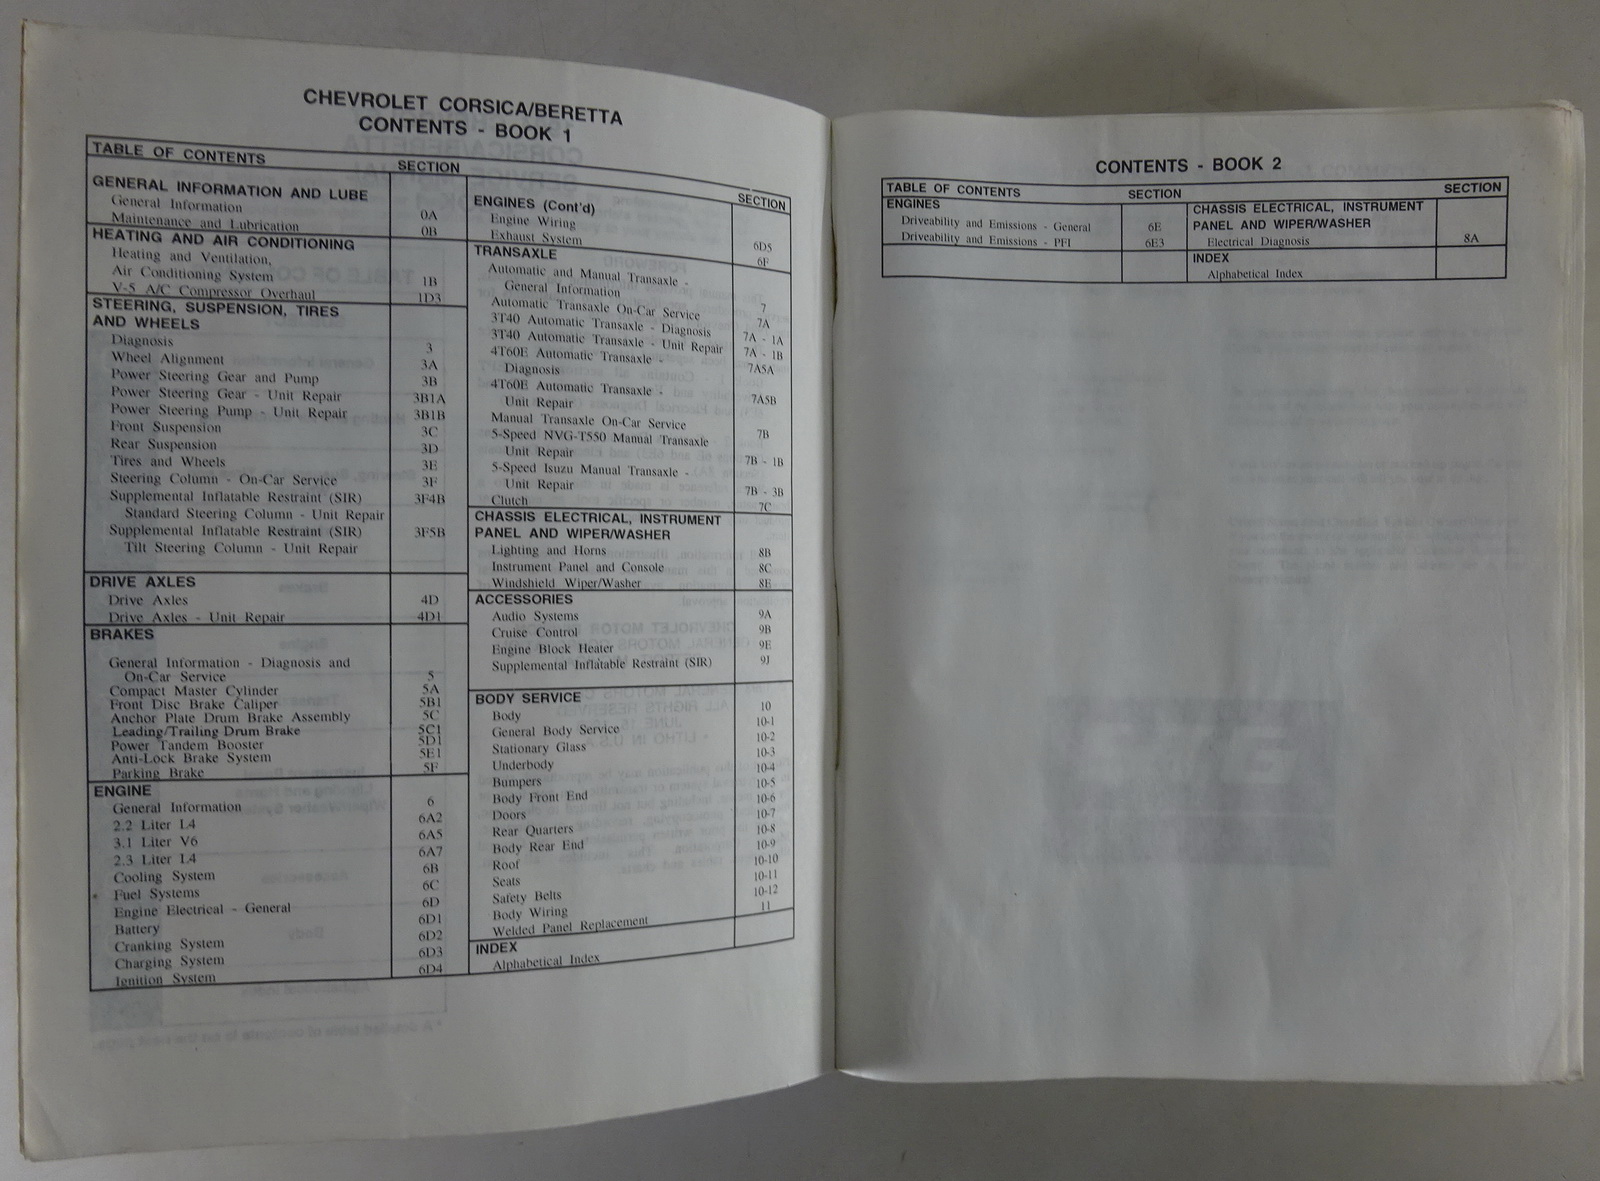 CHEVROLET CORSICA/BERETTA
CONTENTS - BOOK 1
TABLE OF CONTENTS SECTION
GENERAL INFORMATION AND LUBE
General Information 0A
Maintenance and Lubrication 0B
HEATING AND AIR CONDITIONING
Heating and Ventilation,
Air Conditioning System 1B
V-5 A/C Compressor Overhaul 1D3
STEERING, SUSPENSION, TIRES
AND WHEELS
Diagnosis 3
Wheel Alignment 3A
Power Steering Gear and Pump 3B
Power Steering Gear - Unit Repair 3B1A
Power Steering Pump - Unit Repair 3B1B
Front Suspension 3C
Rear Suspension 3D
Tires and Wheels 3E
Steering Column - On-Car Service 3F
Supplemental Inflatable Restraint (SIR) 3F4B
Standard Steering Column - Unit Repair
Supplemental Inflatable Restraint (SIR) 3F5B
Tilt Steering Column - Unit Repair
DRIVE AXLES
Drive Axles 4D
Drive Axles - Unit Repair 4D1
BRAKES
General Information - Diagnosis and
On-Car Service 5
Compact Master Cylinder 5A
Front Disc Brake Caliper 5B1
Anchor Plate Drum Brake Assembly 5C
Leading/Trailing Drum Brake 5C1
Power Tandem Booster 5D1
Anti-Lock Brake System 5E1
Parking Brake 5F
ENGINE
General Information 6
2.2 Liter L4 6A2
3.1 Liter V6 6A5
2.3 Liter L4 6A7
Cooling System 6B
* Fuel Systems 6C
Engine Electrical - General 6D
Battery 6D1
Cranking System 6D2
Charging System 6D3
Ignition System 6D4
SECTION
ENGINES (Cont'd)
Engine Wiring 6D5
Exhaust System 6F
TRANSAXLE
Automatic and Manual Transaxle -
General Information 7
Automatic Transaxle On-Car Service 7A
3T40 Automatic Transaxle - Diagnosis 7A - 1A
3T40 Automatic Transaxle - Unit Repair 7A - 1B
4T60E Automatic Transaxle -
Diagnosis 7A5A
4T60E Automatic Transaxle -
Unit Repair 7A5B
Manual Transaxle On-Car Service 7B
5-Speed NVG-T550 Manual Transaxle
Unit Repair 7B - 1B
5-Speed Isuzu Manual Transaxle -
Unit Repair 7B - 3B
Clutch 7C
CHASSIS ELECTRICAL, INSTRUMENT
PANEL AND WIPER/WASHER
Lighting and Horns 8B
Instrument Panel and Console 8C
Windshield Wiper/Washer 8E
ACCESSORIES
Audio Systems 9A
Cruise Control 9B
Engine Block Heater 9E
Supplemental Inflatable Restraint (SIR) 9J
BODY SERVICE
Body 10
General Body Service 10-1
Stationary Glass 10-2
Underbody 10-3
Bumpers 10-4
Body Front End 10-5
Doors 10-6
Rear Quarters 10-7
Body Rear End 10-8
Roof 10-9
Seats 10-10
Safety Belts 10-11
Body Wiring 10-12
Welded Panel Replacement 11
INDEX
Alphabetical Index
CONTENTS - BOOK 2
TABLE OF CONTENTS SECTION SECTION
ENGINES
Driveability and Emissions - General 6E
Driveability and Emissions - PFI 6E3
CHASSIS ELECTRICAL, INSTRUMENT
PANEL AND WIPER/WASHER
Electrical Diagnosis 8A
INDEX
Alphabetical Index